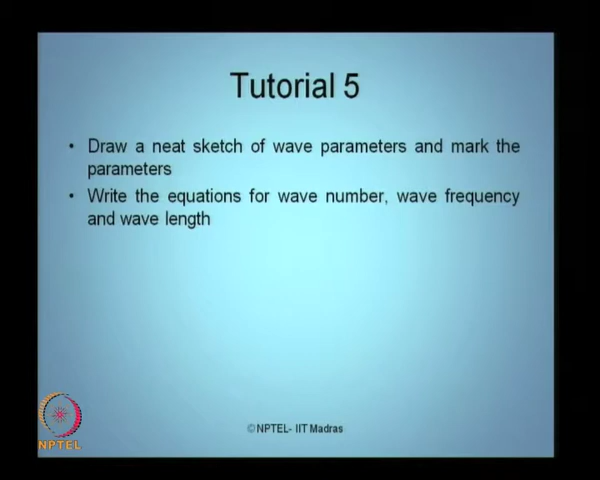 Tutorial 5
• Draw a neat sketch of wave parameters and mark the
parameters
• Write the equations for wave number, wave frequency
and wave length
NPTEL
©NPTEL- IIT Madras